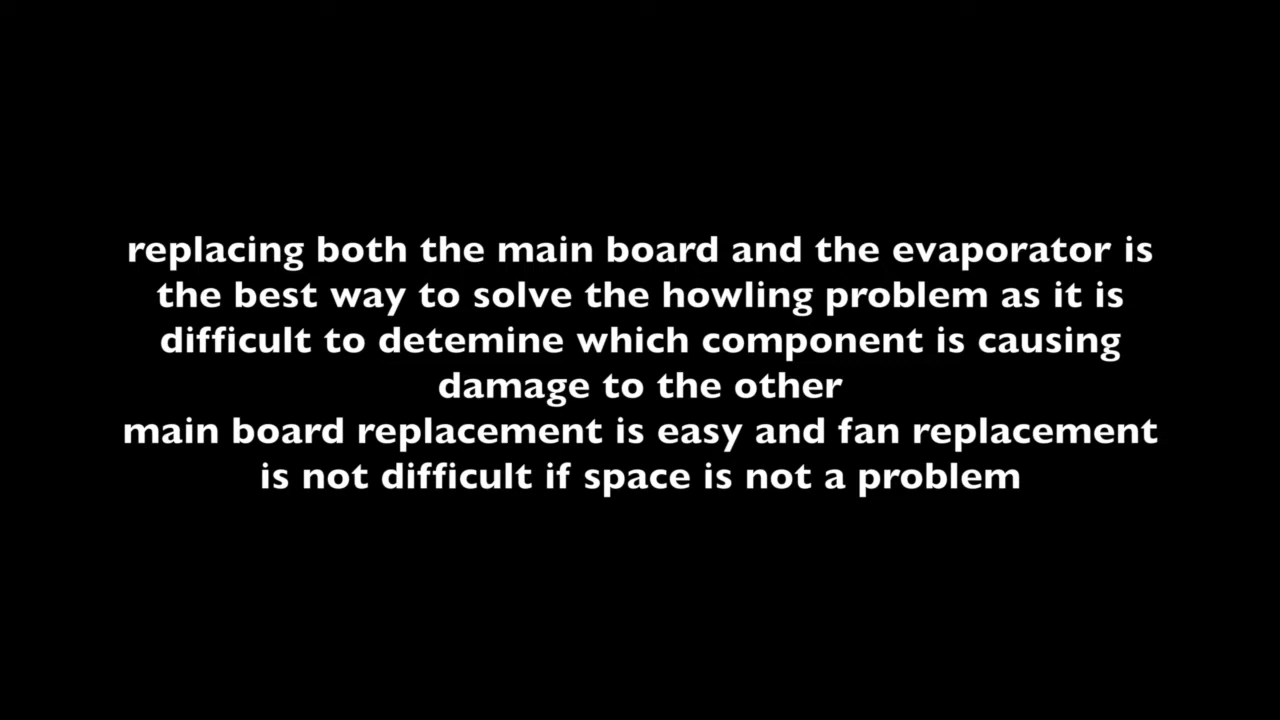 replacing both the main board and the evaporator is
the best way to solve the howling problem as it is
difficult to detemine which component is causing
damage to the other
main board replacement is easy and fan replacement
is not difficult if space is not a problem